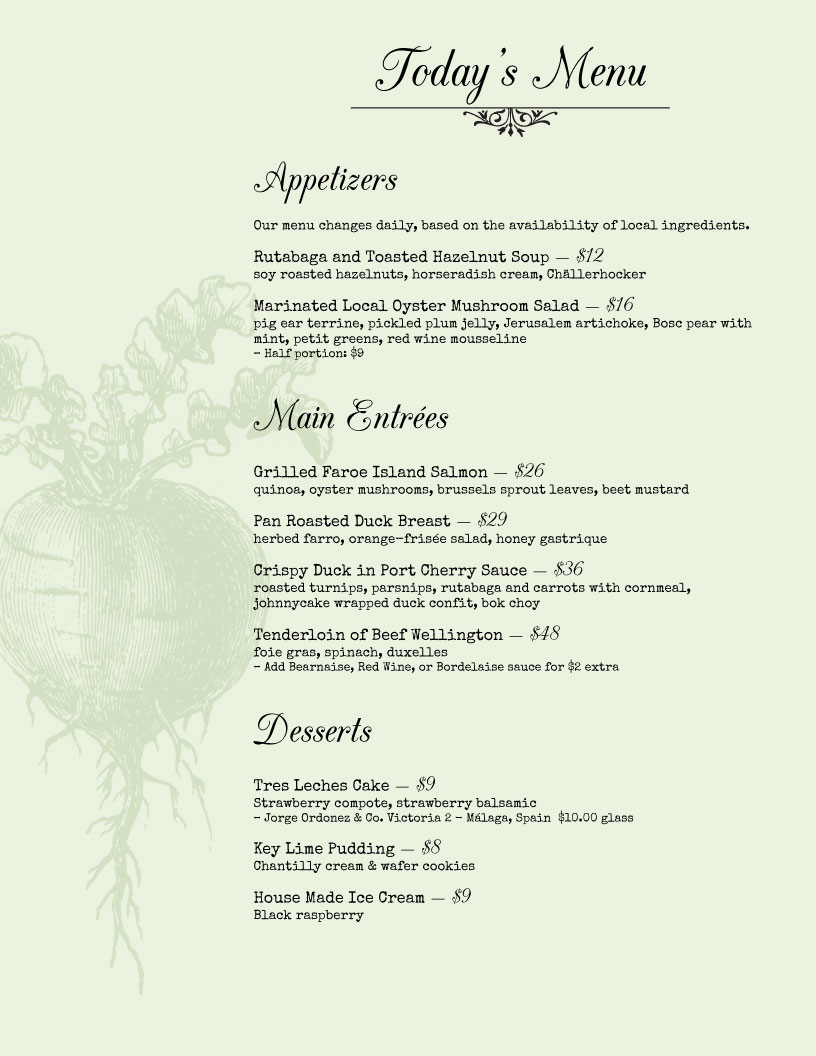 Today's Menu
Appetizers
Our menu changes daily, based on the availability of local ingredients.
Rutabaga and Toasted Hazelnut Soup — $12
soy roasted hazelnuts, horseradish cream, Chällerhocker
Marinated Local Oyster Mushroom Salad — $16
pig ear terrine, pickled plum jelly, Jerusalem artichoke, Bosc pear with
mint, petit greens, red wine mousseline
- Half portion: $9
Main Entrées
Grilled Faroe Island Salmon — $26
quinoa, oyster mushrooms, brussels sprout leaves, beet mustard
Pan Roasted Duck Breast — $29
herbed farro, orange-frisée salad, honey gastrique
Crispy Duck in Port Cherry Sauce — $36
roasted turnips, parsnips, rutabaga and carrots with cornmeal,
johnnycake wrapped duck confit, bok choy
Tenderloin of Beef Wellington — $48
foie gras, spinach, duxelles
- Add Bearnaise, Red Wine, or Bordelaise sauce for $2 extra
Desserts
Tres Leches Cake — $9
Strawberry compote, strawberry balsamic
- Jorge Ordonez & Co. Victoria 2 - Málaga, Spain $10.00 glass
Key Lime Pudding — $8
Chantilly cream & wafer cookies
House Made Ice Cream — $9
Black raspberry